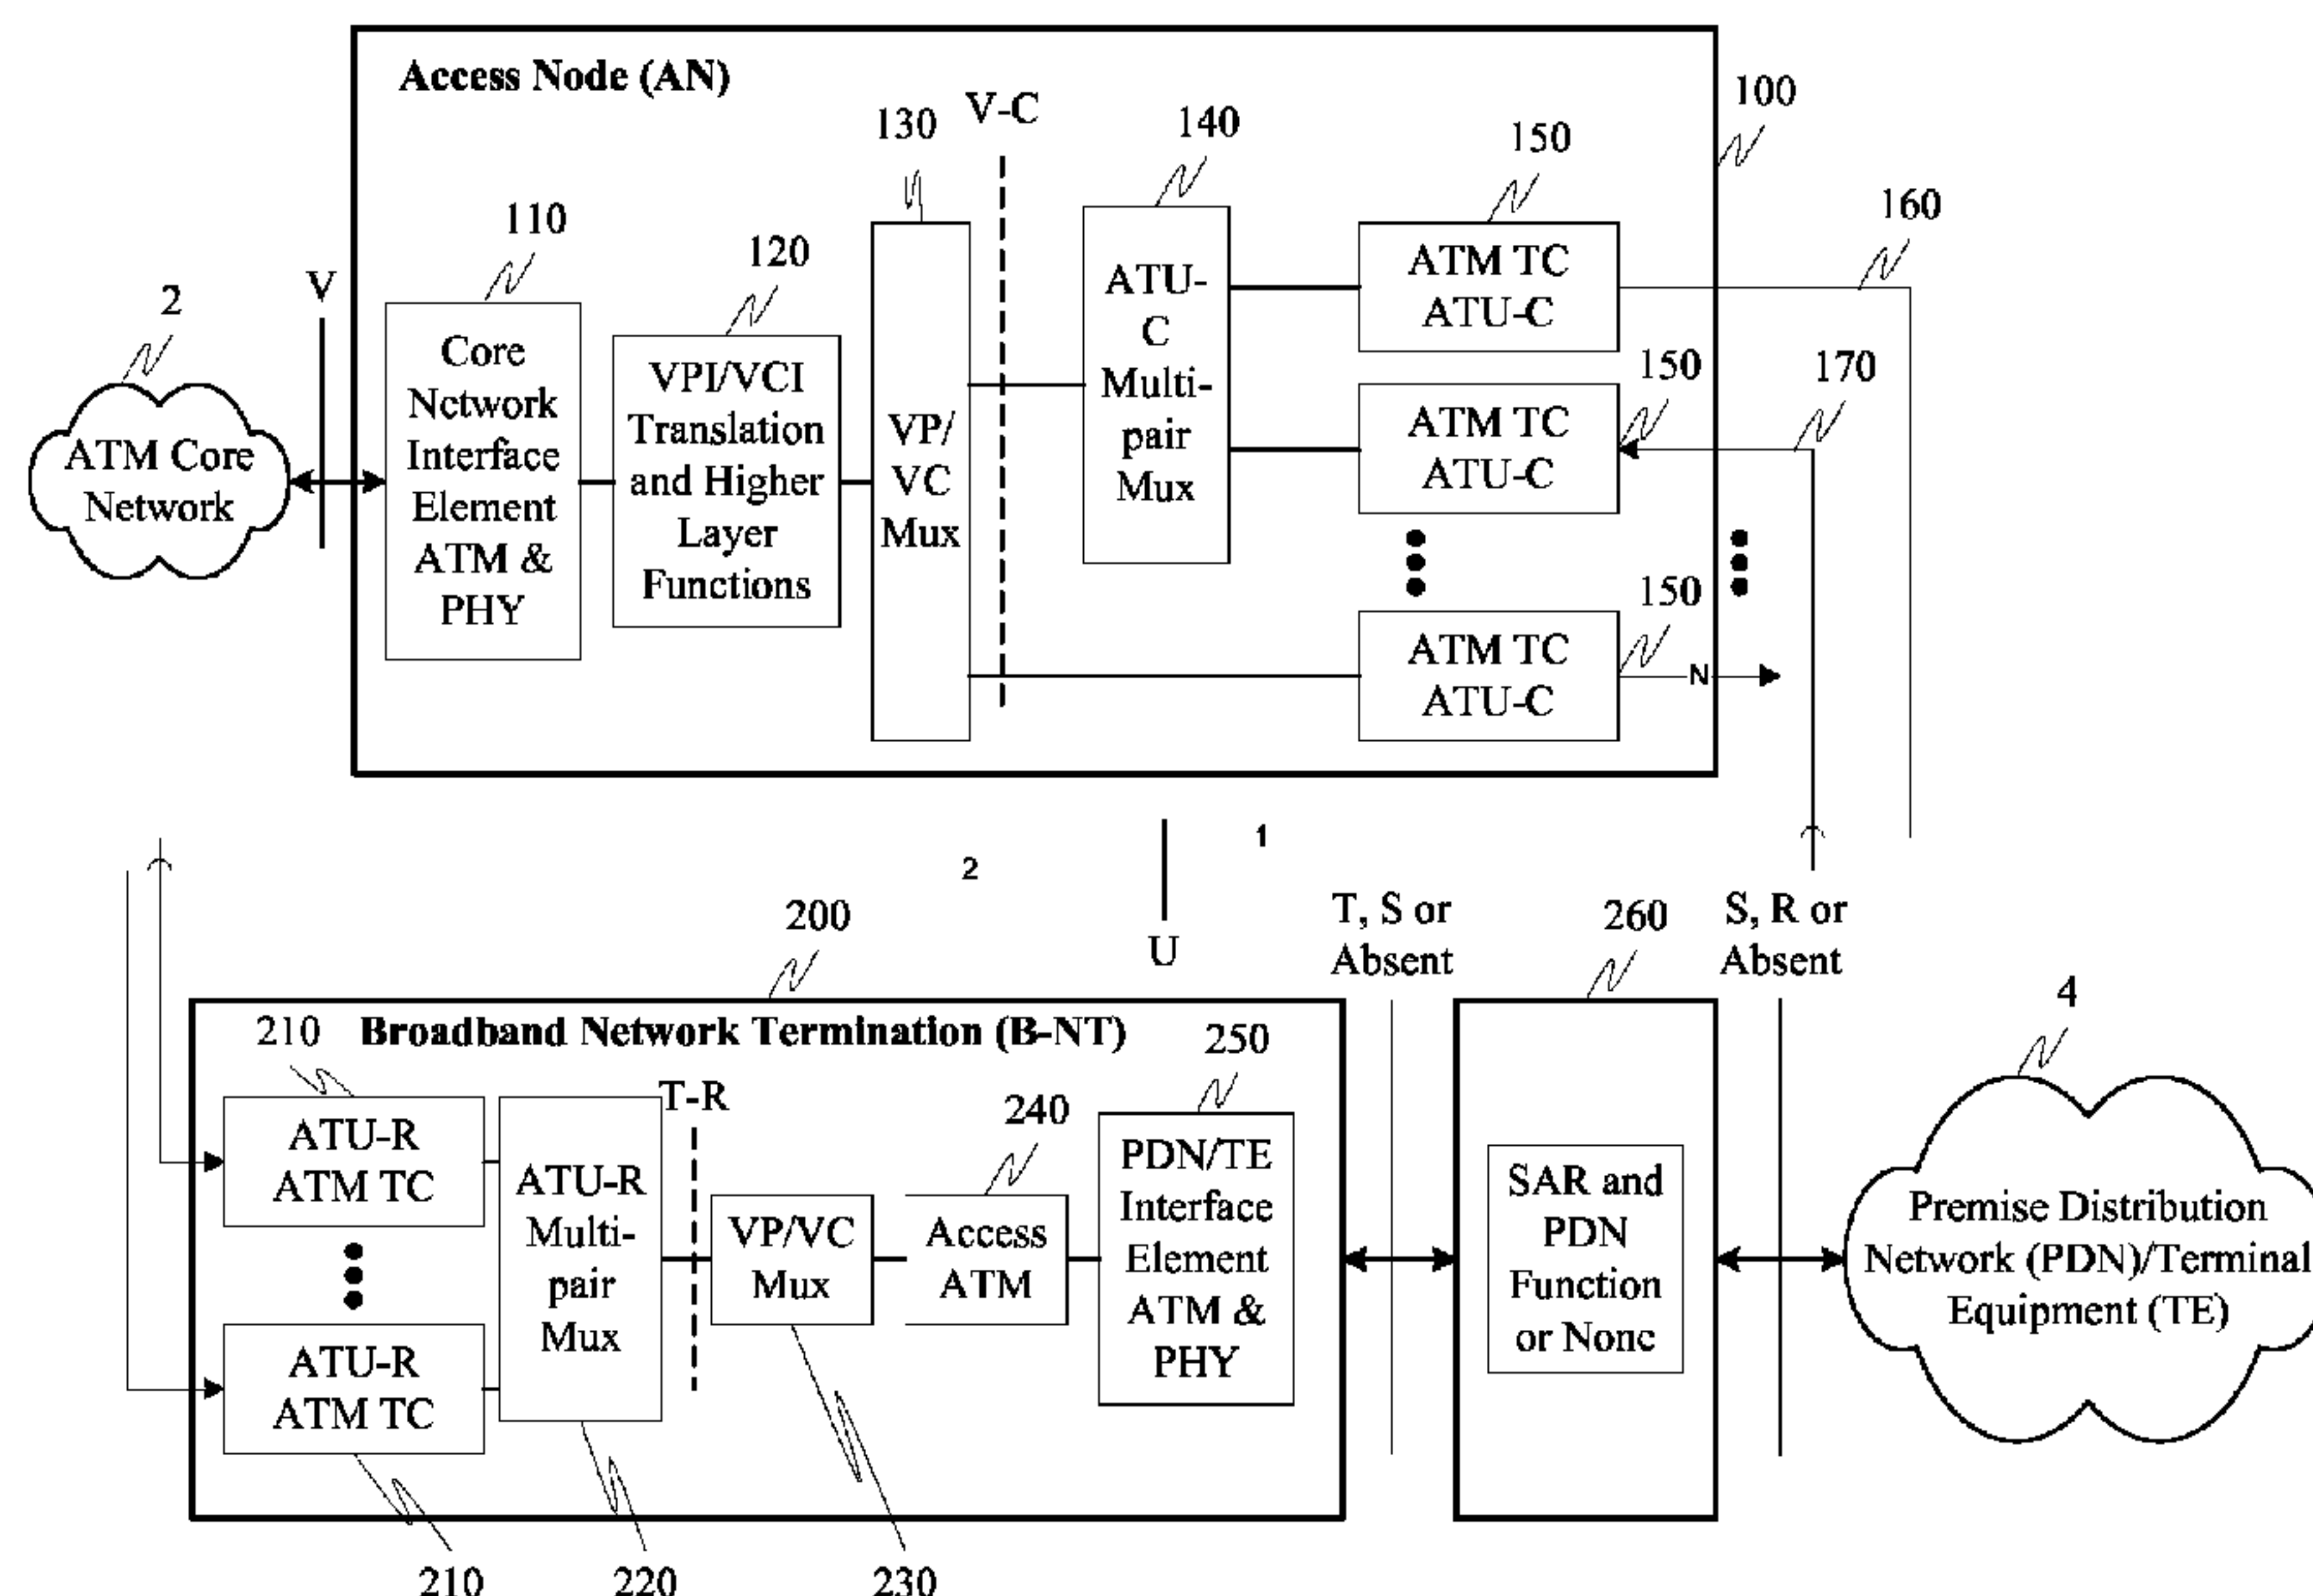 Access Node (AN)
100
130
V-C
140
150
160
110
120
V
2
ATM Core
Network
Core
Network
Interface
Element
ATM &
PHY
VPI/VCI
Translation
and Higher
Layer
Functions
VP/
VC
Mux
ATU-
C
Multi-
pair
Mux
ATM TC
ATU-C
150
170
ATM TC
ATU-C
150
ATM TC
ATU-C
N
1
2
U
200
T, S or
Absent
260
S, R or
Absent
4
Broadband Network Termination (B-NT)
210
250
T-R
240
ATU-R
ATM TC
ATU-R
ATM TC
ATU-R
Multi-
pair
Mux
VP/VC
Mux
Access
ATM
PDN/TE
Interface
Element
ATM &
PHY
SAR and
PDN
Function
or None
Premise Distribution
Network (PDN)/Terminal
Equipment (TE)
210
220
230